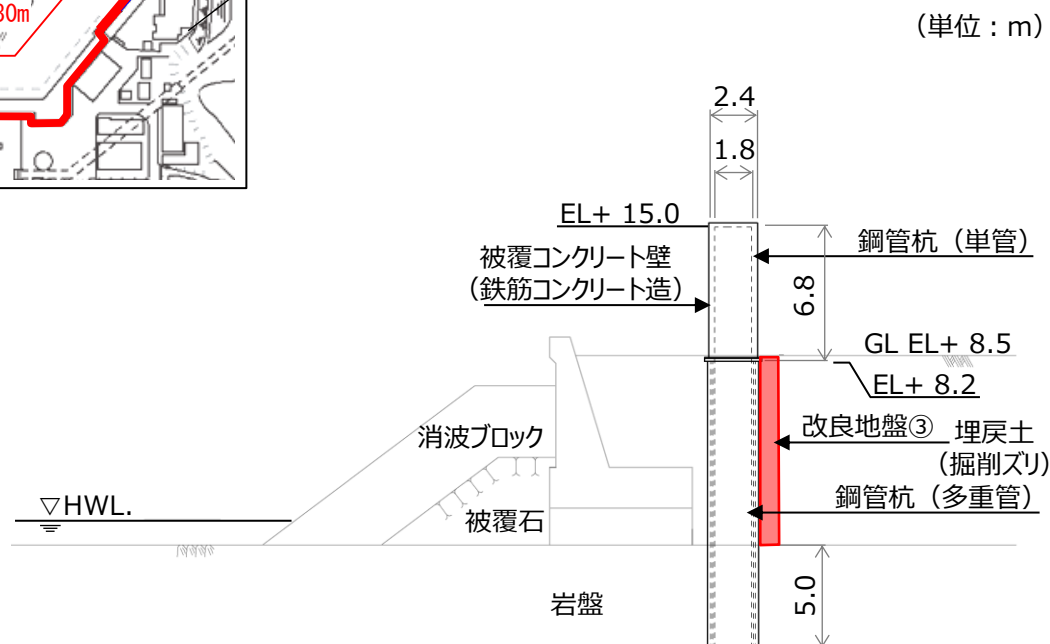 30m
(単位：m)
2.4
1.8
EL+ 15.0
鋼管杭（単管）
被覆コンクリート壁
（鉄筋コンクリート造）
6.8
GL EL+ 8.5
EL+ 8.2
改良地盤③
埋戻土
（掘削ズリ）
消波ブロック
鋼管杭（多重管）
▽HWL.
被覆石
岩盤
5.0